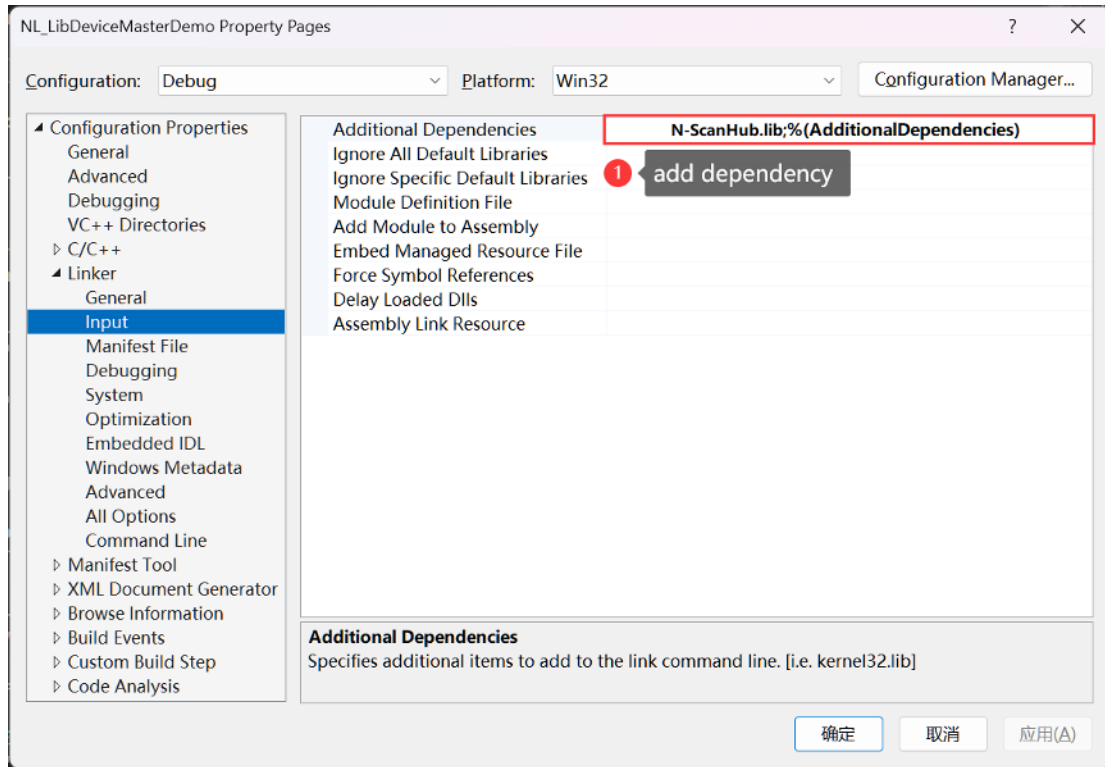 NL_LibDeviceMasterDemo Property Pages
Configuration: Debug Platform: Win32 Configuration Manager...
Configuration Properties
General
Advanced
Debugging
VC++ Directories
C/C++
Linker
General
Input
Manifest File
Debugging
System
Optimization
Embedded IDL
Windows Metadata
Advanced
All Options
Command Line
Manifest Tool
XML Document Generator
Browse Information
Build Events
Custom Build Step
Code Analysis
Additional Dependencies N-ScanHub.lib;%(AdditionalDependencies)
Ignore All Default Libraries
Ignore Specific Default Libraries
1 add dependency
Module Definition File
Add Module to Assembly
Embed Managed Resource File
Force Symbol References
Delay Loaded Dlls
Assembly Link Resource
Additional Dependencies
Specifies additional items to add to the link command line. [i.e. kernel32.lib]
确定 取消 应用(A)